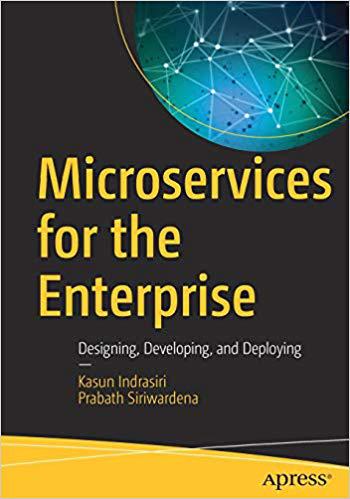 Microservices
for the
Enterprise
Designing, Developing, and Deploying
—
Kasun Indrasiri
Prabath Siriwardena
Apress®